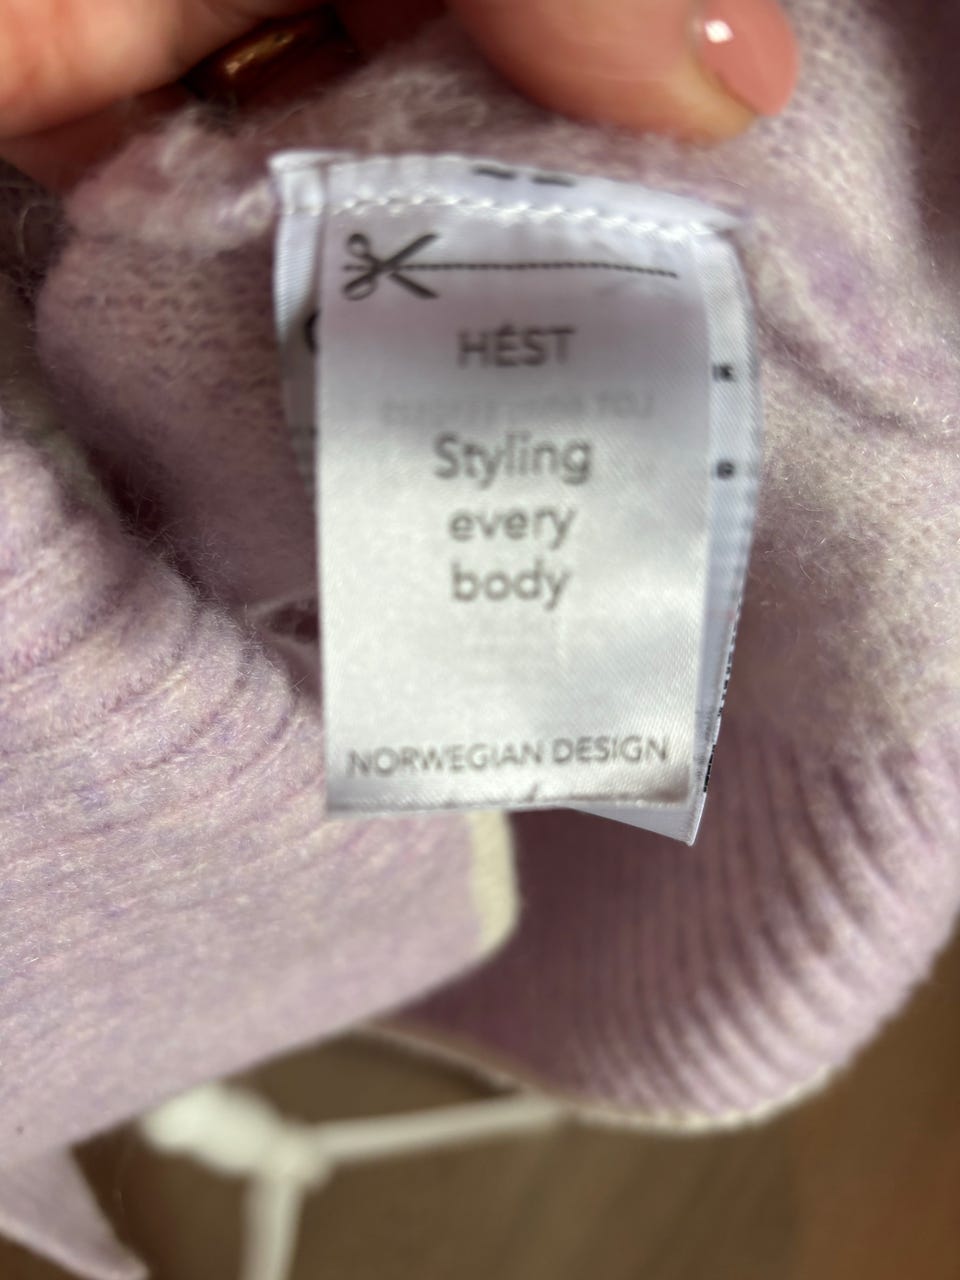 HÉST
Styling
every
body
NORWEGIAN DESIGN